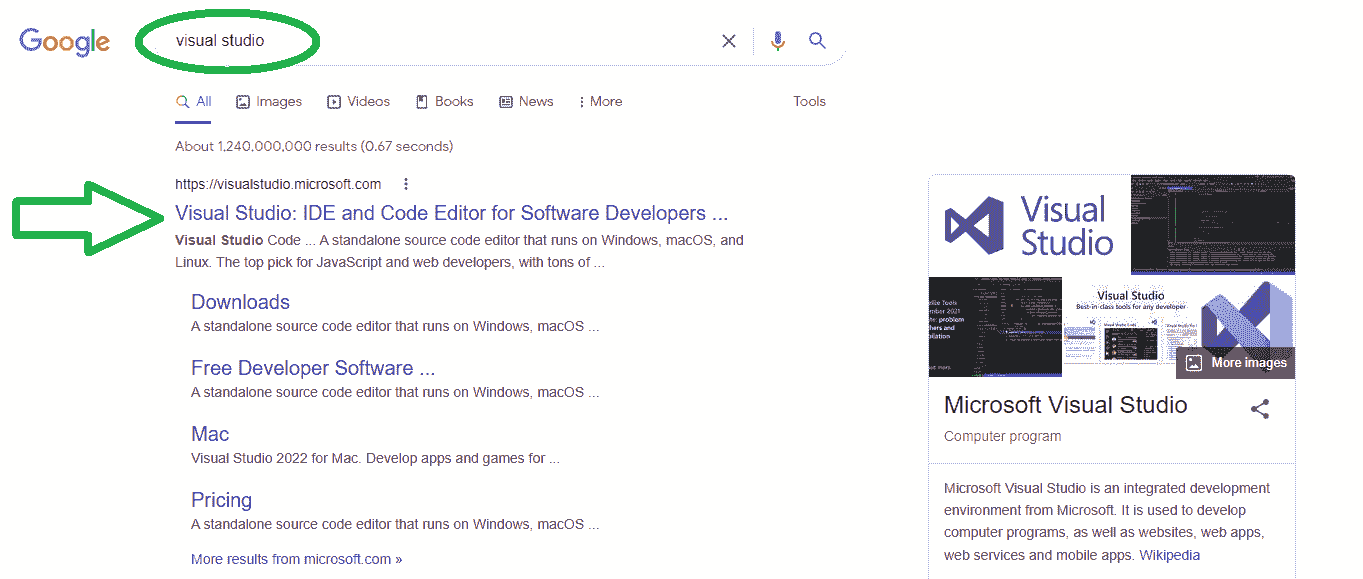 Google
visual studio
All Images Videos Books News More Tools
About 1,240,000,000 results (0.67 seconds)
https://visualstudio.microsoft.com
Visual Studio: IDE and Code Editor for Software Developers ...
Visual Studio Code ... A standalone source code editor that runs on Windows, macOS, and
Linux. The top pick for JavaScript and web developers, with tons of ...
Downloads
A standalone source code editor that runs on Windows, macOS ...
Free Developer Software ...
A standalone source code editor that runs on Windows, macOS ...
Mac
Visual Studio 2022 for Mac. Develop apps and games for ...
Pricing
A standalone source code editor that runs on Windows, macOS ...
More results from microsoft.com »
Visual
Studio
Visual Studio
Best-in-class tools for any developer
More images
Microsoft Visual Studio
Computer program
Microsoft Visual Studio is an integrated development
environment from Microsoft. It is used to develop
computer programs, as well as websites, web apps,
web services and mobile apps. Wikipedia